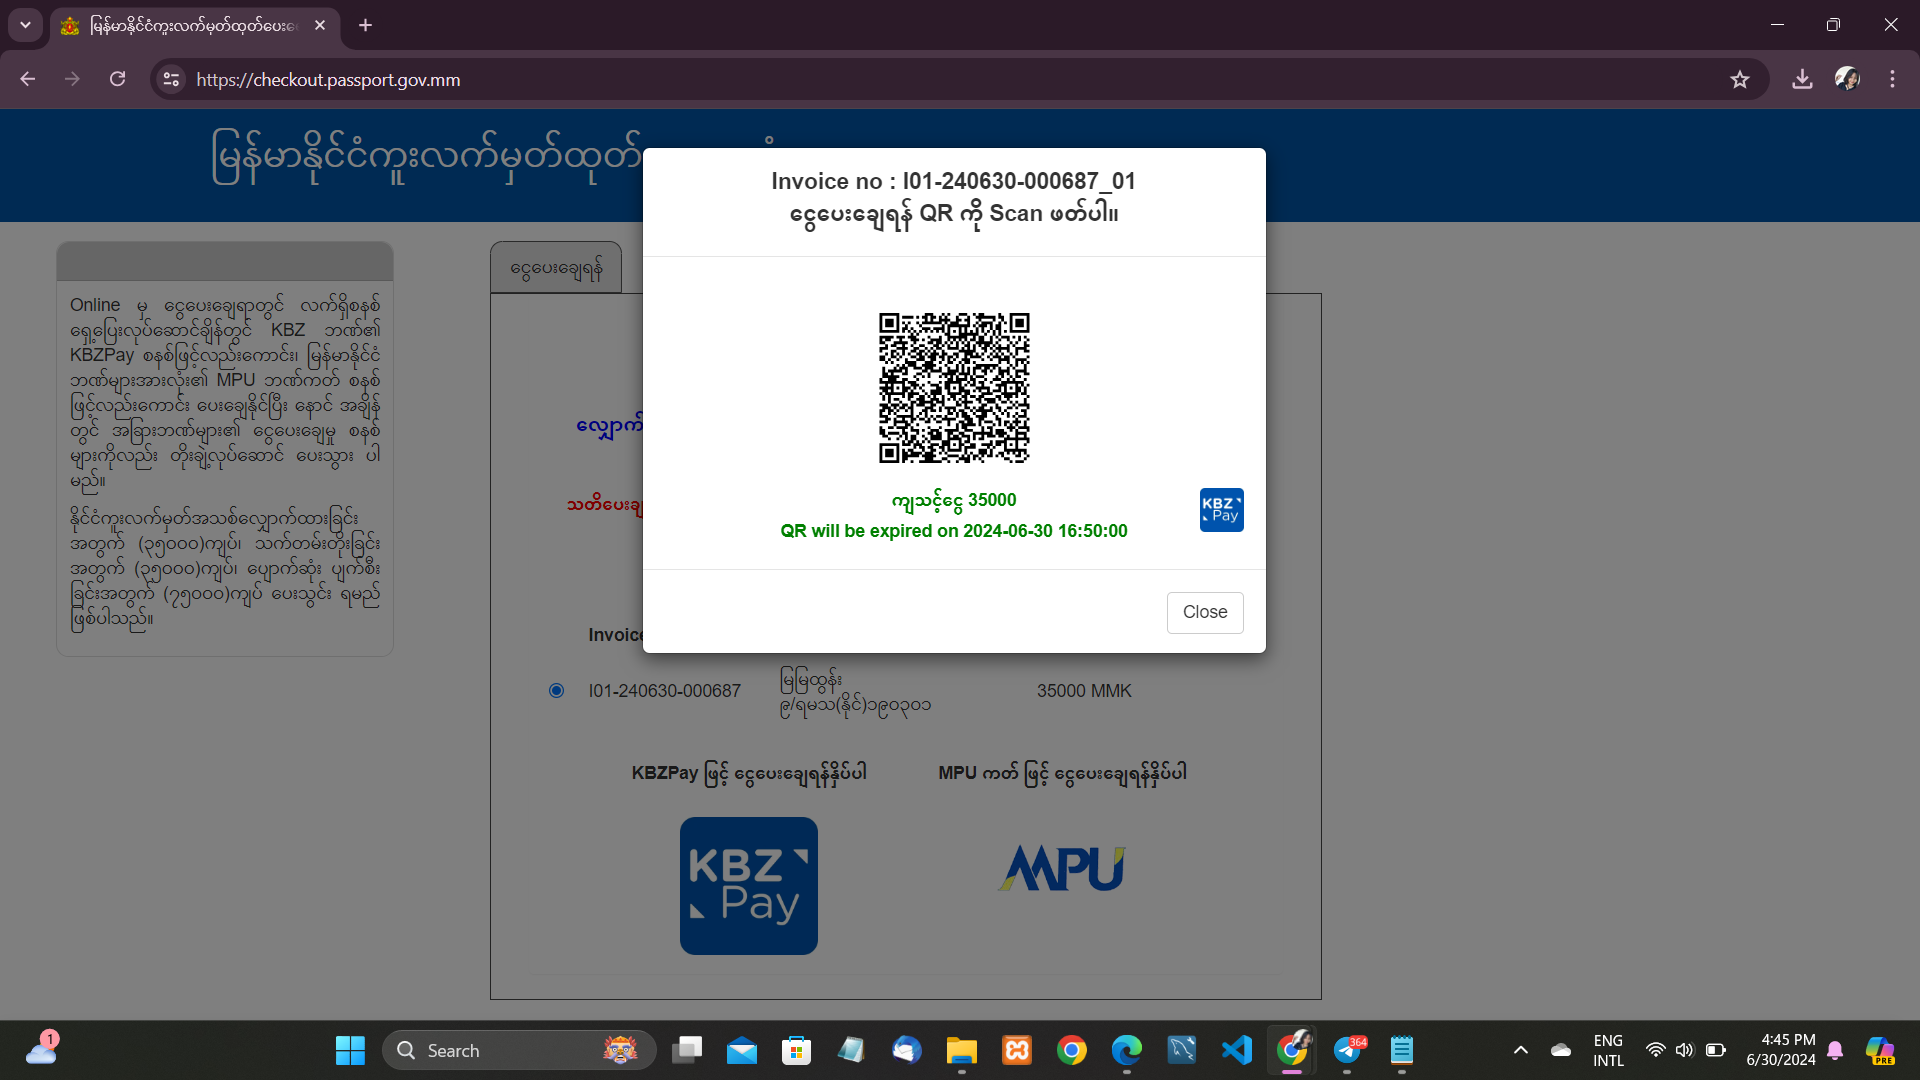 မြန်မာနိုင်ငံကူးလက်မှတ်ထုတ်ပေးရေ
https://checkout.passport.gov.mm
မြန်မာနိုင်ငံကူးလက်မှတ်ထုတ်
Invoice no : I01-240630-000687_01
ငွေပေးချေရန် QR ကို Scan ဖတ်ပါ။
ကျသင့်ငွေ 35000
QR will be expired on 2024-06-30 16:50:00
KBZ
Pay
Close
Online မှ ငွေပေးချေရာတွင် လက်ရှိစနစ်
ရှေ့ပြေးလုပ်ဆောင်ချိန်တွင် KBZ ဘဏ်၏
KBZPay စနစ်ဖြင့်လည်းကောင်း၊ မြန်မာနိုင်ငံ
ဘဏ်များအားလုံး၏ MPU ဘဏ်ကတ် စနစ်
ဖြင့်လည်းကောင်း ပေးချေနိုင်ပြီး နောင် အချိန်
တွင် အခြားဘဏ်များ၏ ငွေပေးချေမှု စနစ်
များကိုလည်း တိုးချဲ့လုပ်ဆောင် ပေးသွား ပါ
မည်။
နိုင်ငံကူးလက်မှတ်အသစ်လျှောက်ထားခြင်း
အတွက် (၃၅၀၀၀)ကျပ်၊ သက်တမ်းတိုးခြင်း
အတွက် (၃၅၀၀၀)ကျပ်၊ ပျောက်ဆုံး ပျက်စီး
ခြင်းအတွက် (၇၅၀၀၀)ကျပ် ပေးသွင်း ရမည်
ဖြစ်ပါသည်။
ငွေပေးချေရန်
လျှောက်
သတိပေးချ
Invoice
I01-240630-000687
မြမြထွန်း
၉/ရမသ(နိုင်)၁၉၀၃၀၁
35000 MMK
KBZPay ဖြင့် ငွေပေးချေရန်နှိပ်ပါ
MPU ကတ် ဖြင့် ငွေပေးချေရန်နှိပ်ပါ
KBZ
Pay
MPU
1
Search
364
ENG
INTL
4:45 PM
6/30/2024
PRE